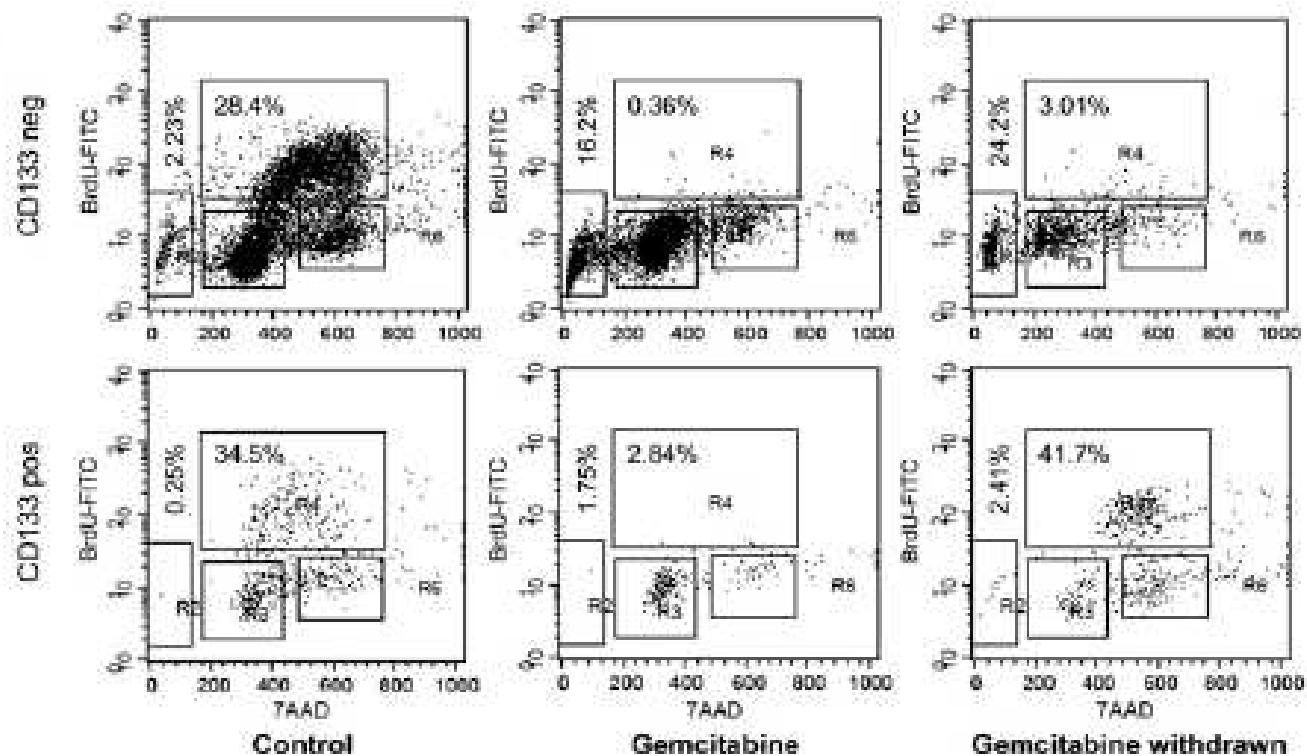 CD133 neg
BrdU-FITC
2.23%
28.4%
R6
0 200 400 600 800 1000
BrdU-FITC
16.2%
0.36%
R4
R6
0 200 400 600 800 1000
BrdU-FITC
24.2%
3.01%
R4
R3
R6
0 200 400 600 800 1000
CD133 pos
BrdU-FITC
0.25%
34.5%
R4
R2
R6
0 200 400 600 800 1000
7AAD
Control
BrdU-FITC
1.75%
2.84%
R4
R2
R3
R6
0 200 400 600 800 1000
7AAD
Gemcitabine
BrdU-FITC
2.41%
41.7%
R4
R2
R3
R6
0 200 400 600 800 1000
7AAD
Gemcitabine withdrawn